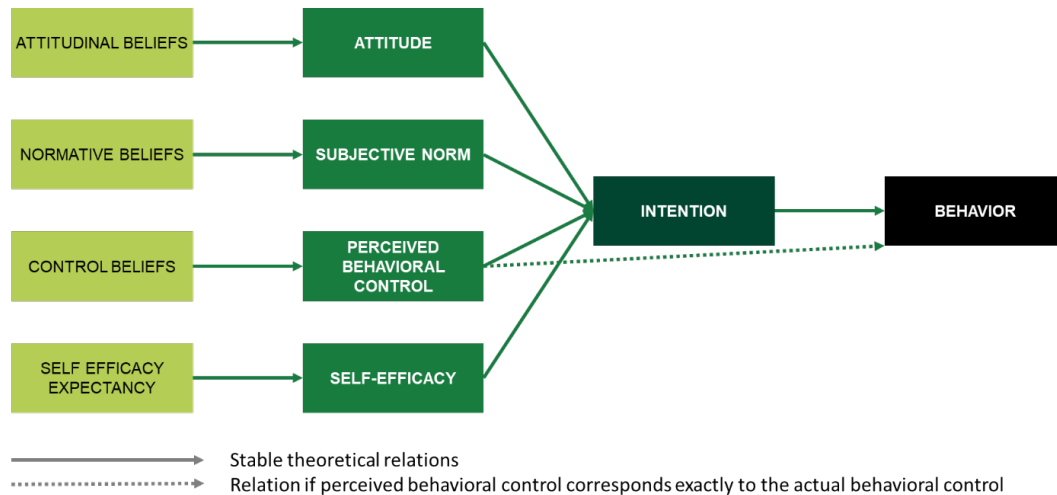 ATTITUDINAL BELIEFS
ATTITUDE
NORMATIVE BELIEFS
SUBJECTIVE NORM
INTENTION
BEHAVIOR
CONTROL BELIEFS
PERCEIVED
BEHAVIORAL
CONTROL
SELF EFFICACY
EXPECTANCY
SELF-EFFICACY
Stable theoretical relations
Relation if perceived behavioral control corresponds exactly to the actual behavioral control